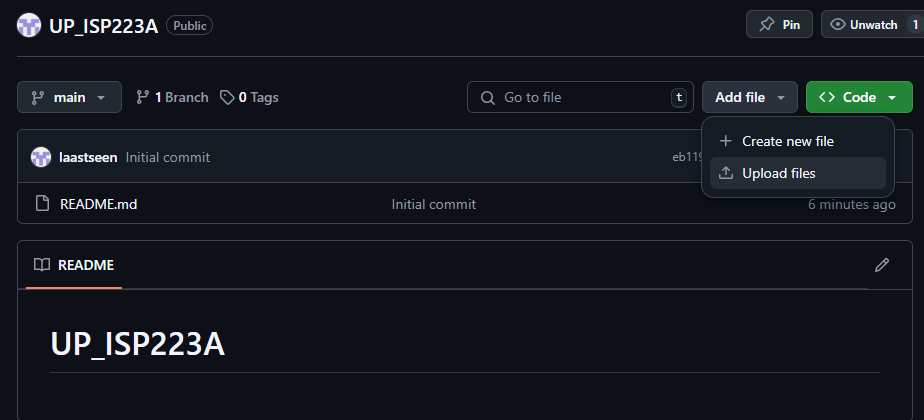 UP_ISP223A Public Pin Unwatch 1
main 1 Branch 0 Tags Go to file t Add file Code
Create new file
laastseen Initial commit eb119
Upload files
README.md Initial commit 6 minutes ago
README
UP_ISP223A